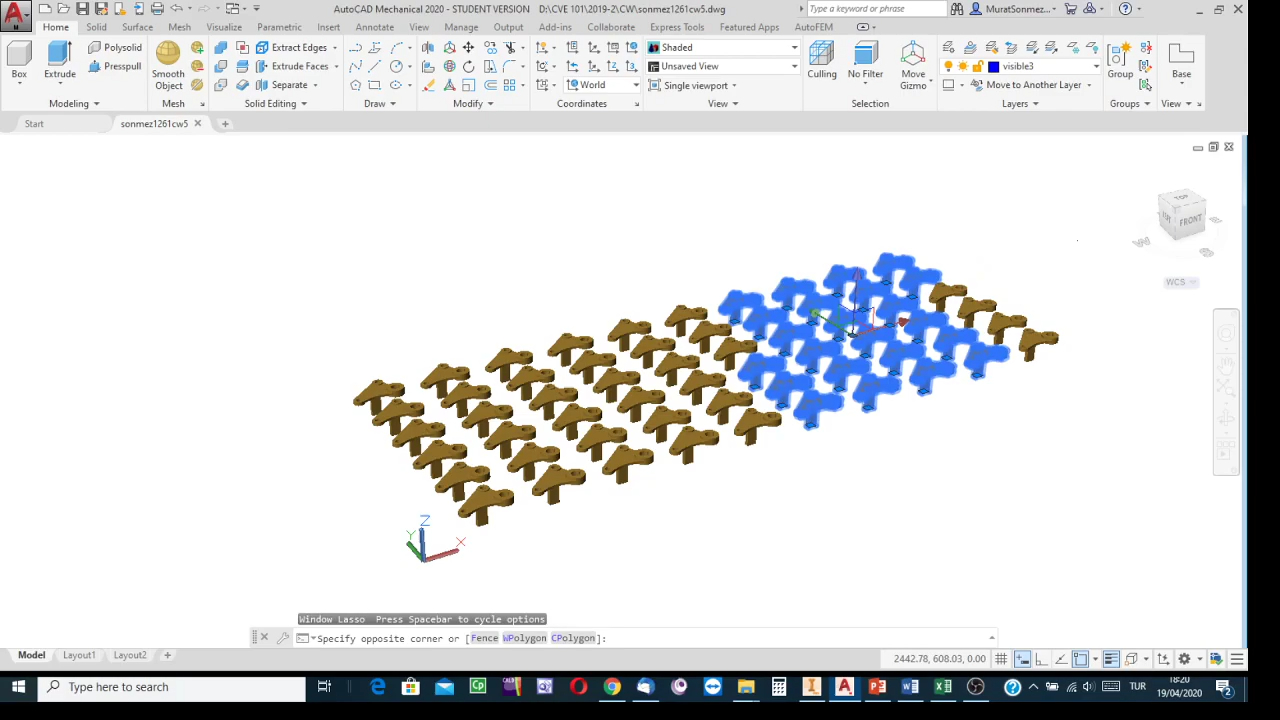 AutoCAD Mechanical 2020 - STUDENT VERSION D:\CVE 101\2019-2\CW\sonmez1261cw5.dwg
Type a keyword or phrase
MuratSonmez...
Home Solid Surface Mesh Visualize Parametric Insert Annotate View Manage Output Add-ins Collaborate Express Tools Featured Apps AutoFEM
Polysolid
Presspull
Box Extrude
Smooth Object
Extract Edges
Extrude Faces
Separate
World
Shaded
Unsaved View
Single viewport
Culling No Filter
Move Gizmo
visible3
Move to Another Layer
Group Base
Modeling Mesh Solid Editing Draw Modify Coordinates View Selection Layers Groups View
Start sonmez1261cw5
TOP
FRONT
W
WCS
Z
Y X
Window Lasso Press Spacebar to cycle options
Specify opposite corner or [Fence WPolygon CPolygon]:
Model Layout1 Layout2
2442.78, 608.03, 0.00
Type here to search
TUR
18:20
19/04/2020
2